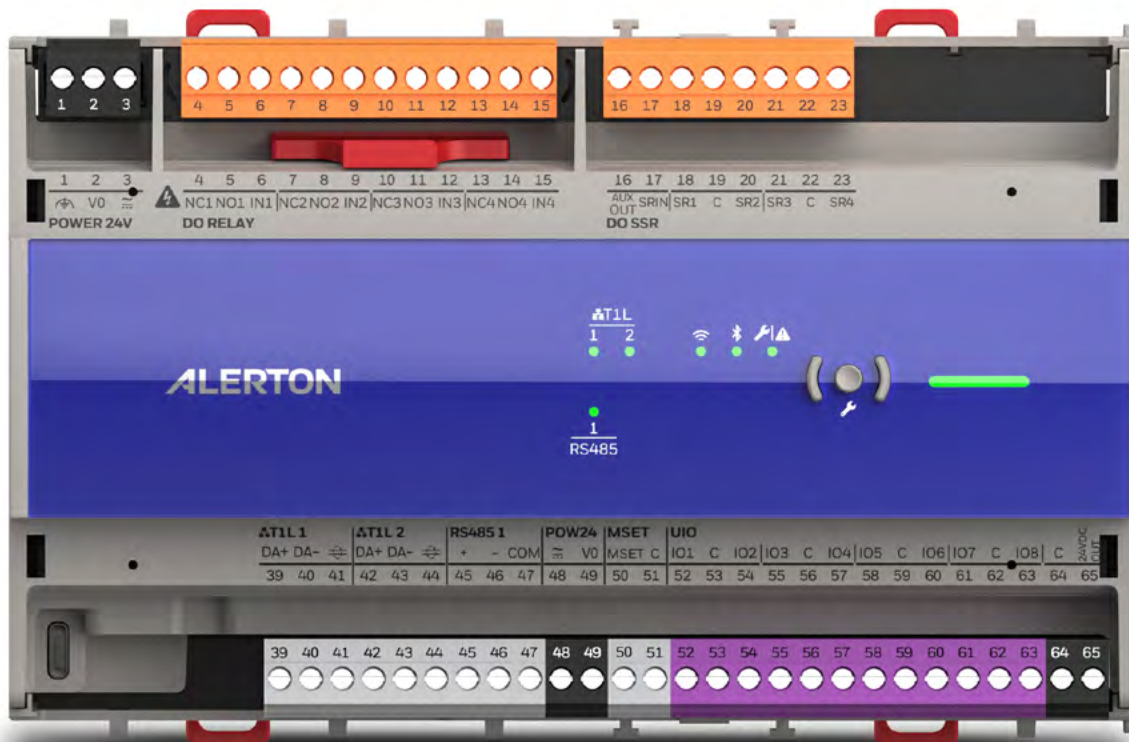 1 2 3
4 5 6 7 8 9 10 11 12 13 14 15
16 17 18 19 20 21 22 23
1 2 3
V0
POWER 24V
4 5 6 7 8 9 10 11 12 13 14 15
NC1 NO1 IN1 NC2 NO2 IN2 NC3 NO3 IN3 NC4 NO4 IN4
DO RELAY
16 17 18 19 20 21 22 23
AUX OUT SRIN SR1 C SR2 SR3 C SR4
DO SSR
T1L
1 2
ALERTON
1
RS485
T1L 1 T1L 2 RS485 1 POW24 MSET UIO
DA+ DA- DA+ DA- + - COM V0 MSET C IO1 C IO2 IO3 C IO4 IO5 C IO6 IO7 C IO8 C 24VDC OUT
39 40 41 42 43 44 45 46 47 48 49 50 51 52 53 54 55 56 57 58 59 60 61 62 63 64 65
39 40 41 42 43 44 45 46 47 48 49 50 51 52 53 54 55 56 57 58 59 60 61 62 63 64 65